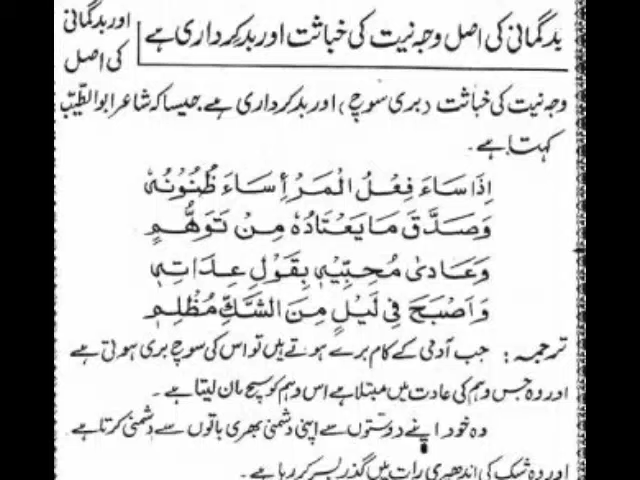 بدگمانی کی اصل وجہ نیت کی خباثت اور بدکرداری ہے
اور بدگمانی
کی اصل
وجہ نیت کی خباثت (بری سوچ) اور بدکرداری ہے جیسا کہ شاعر ابوالطیّب
کہتا ہے۔
اِذَا سَاءَ فِعْلُ الْمَرْأِ سَاءَ ظُنُوْنُهٗ
وَصَدَّقَ مَا يَعْتَادُهٗ مِنْ تَوَهُّمٖ
وَعَادٰى مُحِبِّيْهِ بِقَوْلِ عِدَاتِهٖ
وَاَصْبَحَ فِيْ لَيْلٍ مِنَ الشَّكِّ مُظْلِمٖ
ترجمہ: جب آدمی کے کام برے ہوتے ہیں تو اس کی سوچ بری ہوتی ہے
اور وہ جس وہم کی عادت میں مبتلا ہے اس وہم کو سچ مان لیتا ہے۔
وہ خود اپنے دوستوں سے اپنی دشمنی بھری باتوں سے دشمنی کرتا ہے
اور وہ شک کی اندھیری رات میں گذر بسر کر رہا ہے۔